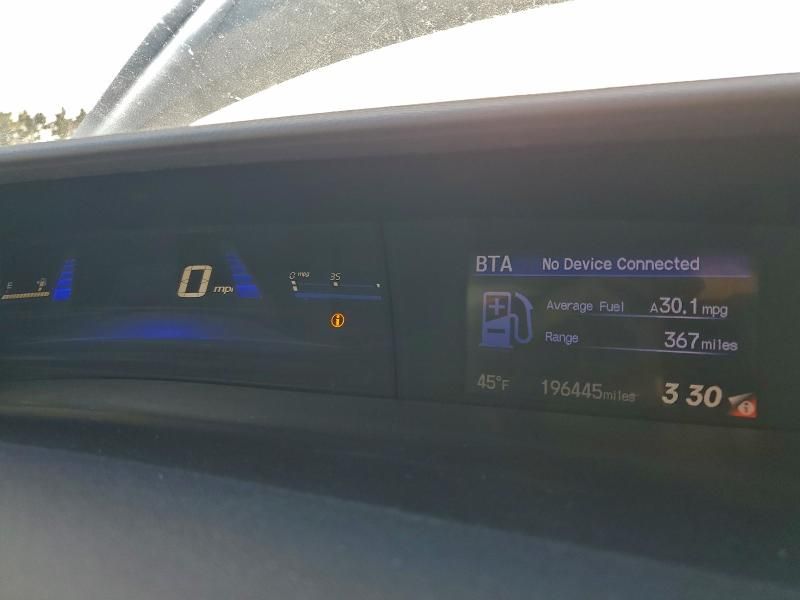 E
0 mpg 35
0 mph
BTA No Device Connected
Average Fuel A30.1 mpg
Range 367 miles
45°F 196445 miles 3 30